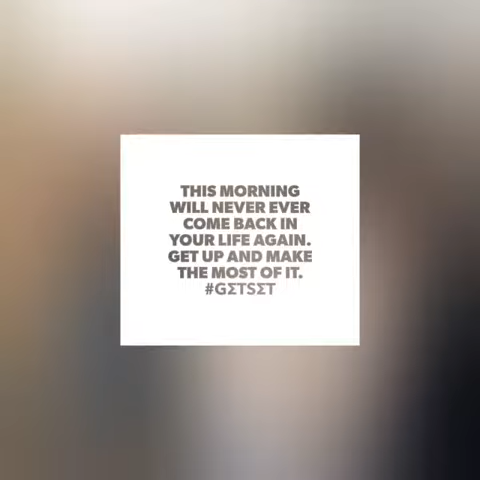 THIS MORNING
WILL NEVER EVER
COME BACK IN
YOUR LIFE AGAIN.
GET UP AND MAKE
THE MOST OF IT.
#GΣTSΣT